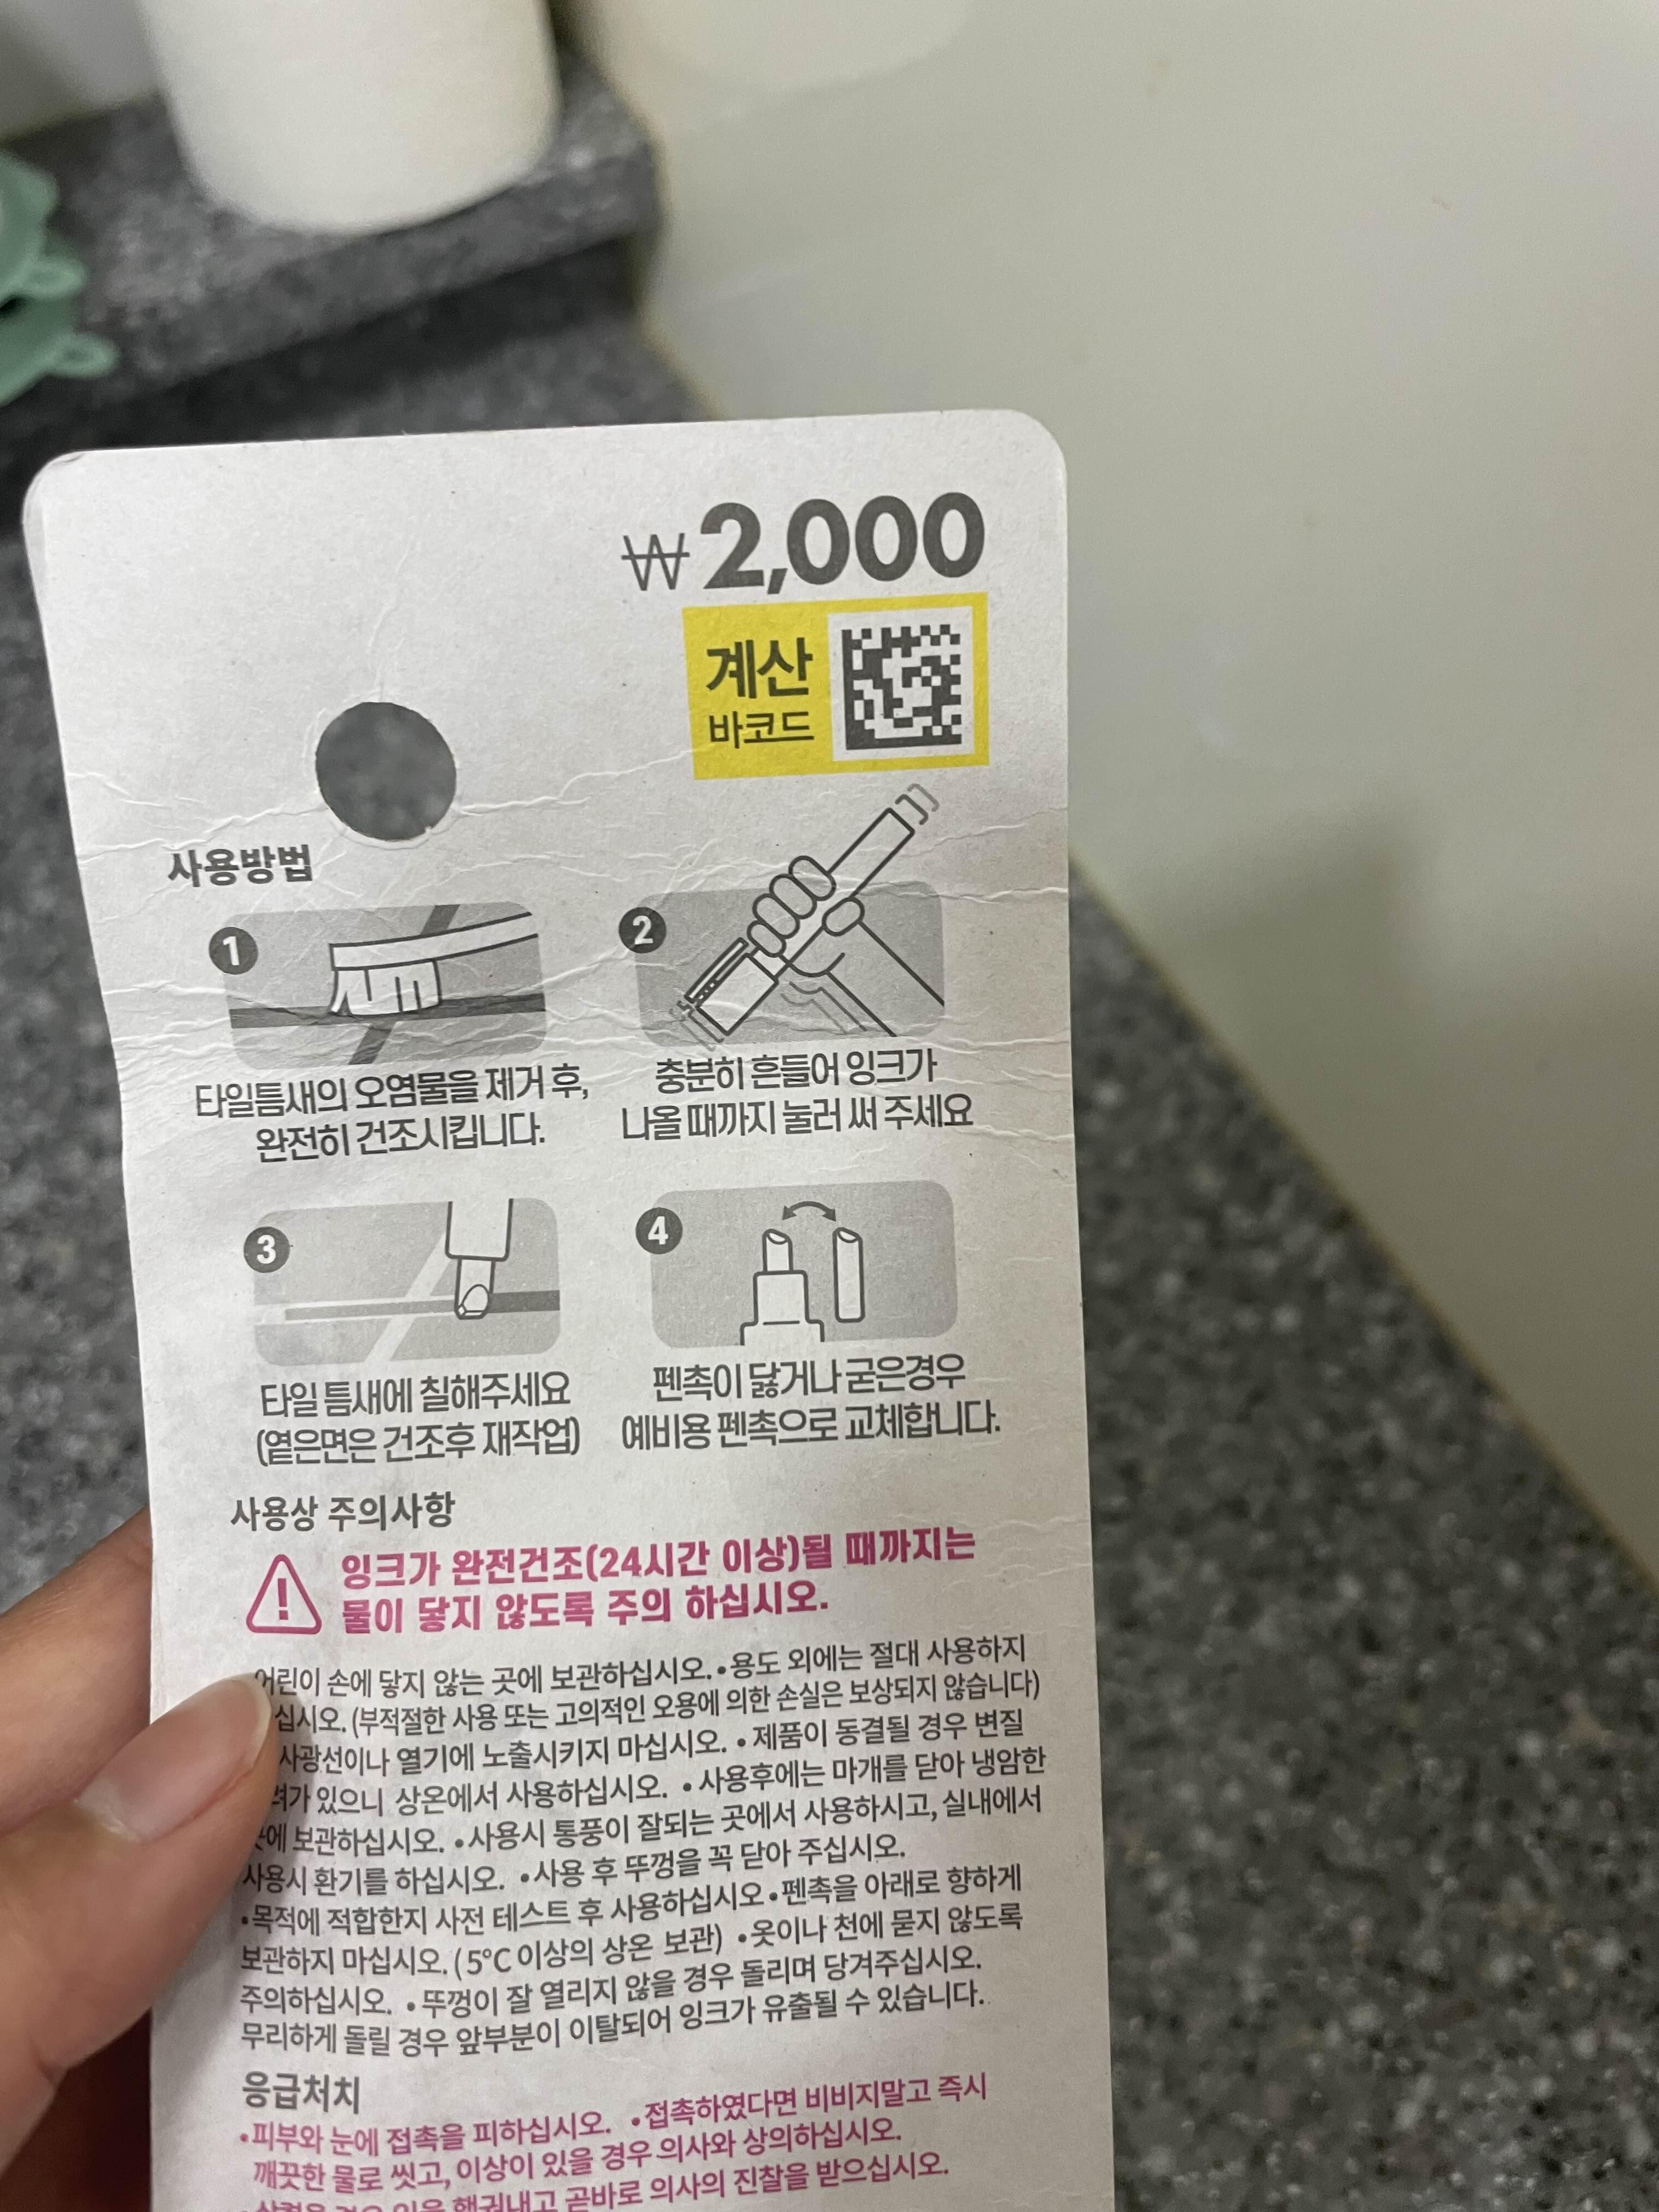 ₩2,000
계산
바코드
사용방법
1
타일틈새의 오염물을 제거 후,
완전히 건조시킵니다.
2
충분히 흔들어 잉크가
나올 때까지 눌러 써 주세요
3
타일 틈새에 칠해주세요
(옅은면은 건조후 재작업)
4
펜촉이 닳거나 굳은경우
예비용 펜촉으로 교체합니다.
사용상 주의사항
잉크가 완전건조(24시간 이상)될 때까지는
물이 닿지 않도록 주의 하십시오.
어린이 손에 닿지 않는 곳에 보관하십시오. •용도 외에는 절대 사용하지
십시오. (부적절한 사용 또는 고의적인 오용에 의한 손실은 보상되지 않습니다)
사광선이나 열기에 노출시키지 마십시오. •제품이 동결될 경우 변질
려가 있으니 상온에서 사용하십시오. •사용후에는 마개를 닫아 냉암한
에 보관하십시오. •사용시 통풍이 잘되는 곳에서 사용하시고, 실내에서
사용시 환기를 하십시오. •사용 후 뚜껑을 꼭 닫아 주십시오.
•목적에 적합한지 사전 테스트 후 사용하십시오 •펜촉을 아래로 향하게
보관하지 마십시오. (5°C 이상의 상온 보관) •옷이나 천에 묻지 않도록
주의하십시오. •뚜껑이 잘 열리지 않을 경우 돌리며 당겨주십시오.
무리하게 돌릴 경우 앞부분이 이탈되어 잉크가 유출될 수 있습니다.
응급처치
•피부와 눈에 접촉을 피하십시오. •접촉하였다면 비비지말고 즉시
깨끗한 물로 씻고, 이상이 있을 경우 의사와 상의하십시오.
곧바로 의사의 진찰을 받으십시오.